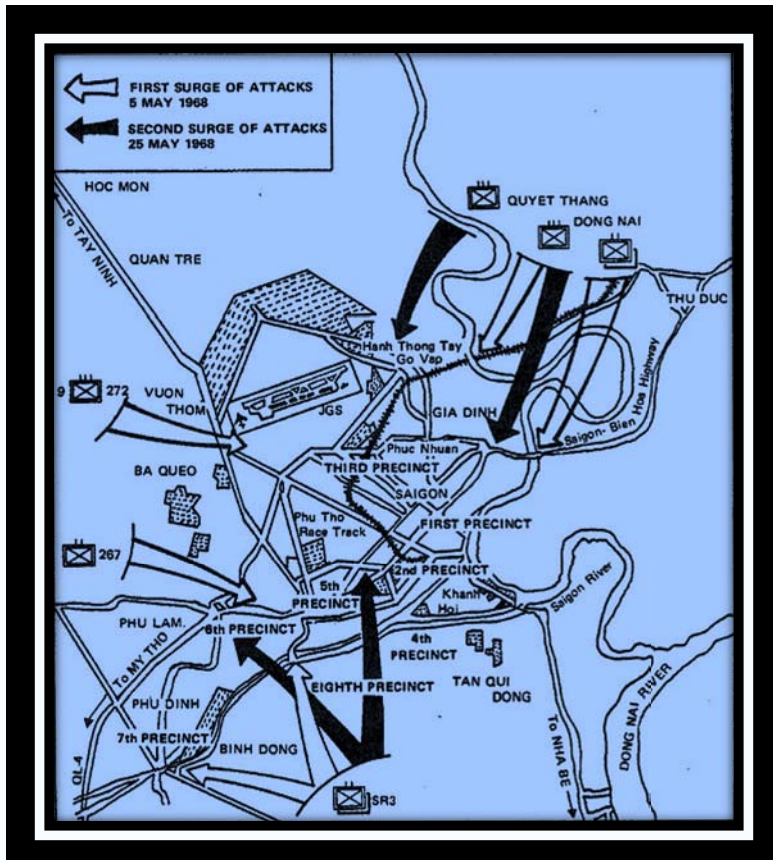 FIRST SURGE OF ATTACKS
5 MAY 1968
SECOND SURGE OF ATTACKS
25 MAY 1968
HOC MON
QUYET THANG
DONG NAI
To TAY NINH
QUAN TRE
THU DUC
Hanh Thong Tay
Go Vap
9
272
VUON
THOM
JGS
GIA DINH
Saigon-Bien Hoa Highway
Phuc Nhuan
THIRD PRECINCT
BA QUEO
SAIGON
Phu Tho
Race Track
FIRST PRECINCT
267
2nd PRECINCT
5th
PRECINCT
Khanh
Hoi
Saigon River
PHU LAM.
6th PRECINCT
4th
PRECINCT
To MY THO
EIGHTH PRECINCT
TAN QUI
DONG
PHU DINH
7th PRECINCT
BINH DONG
To NHA BE
DONG NAI RIVER
QL-4
SR3